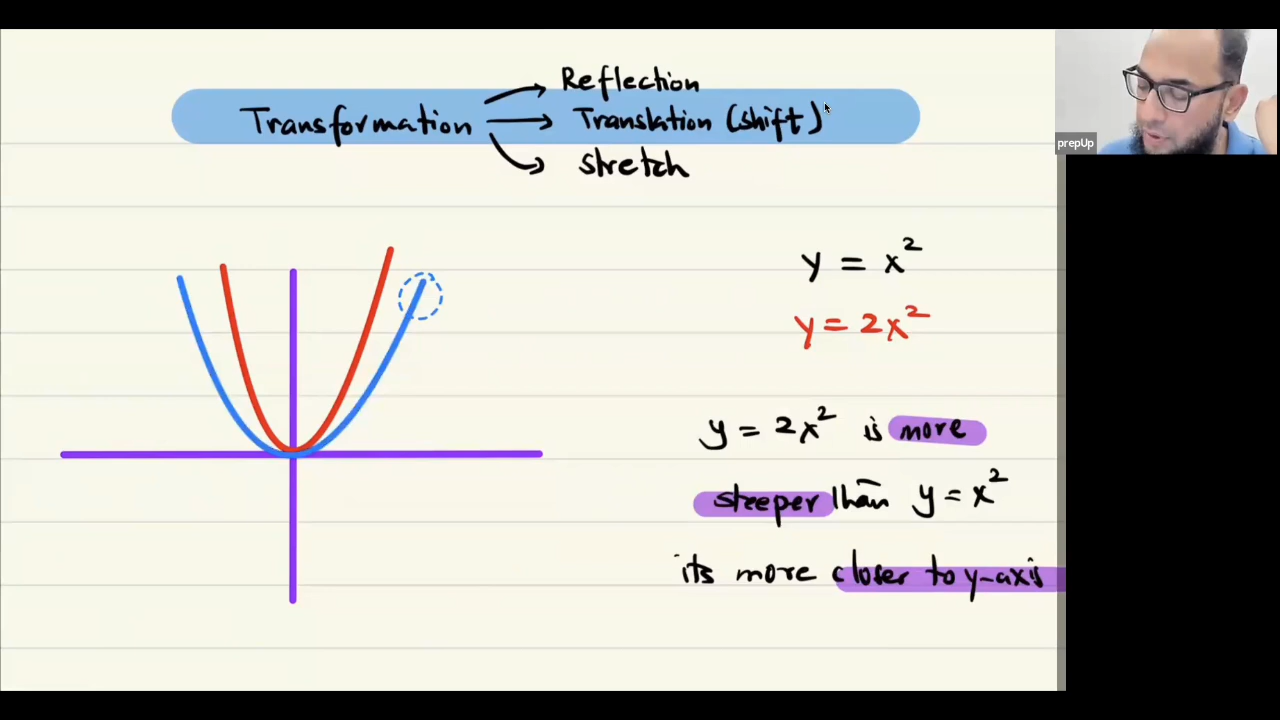 Reflection
Transformation Translation (shift)
stretch
prepUp
y = x²
y = 2x²
y = 2x² is more
steeper than y = x²
its more closer to y-axis